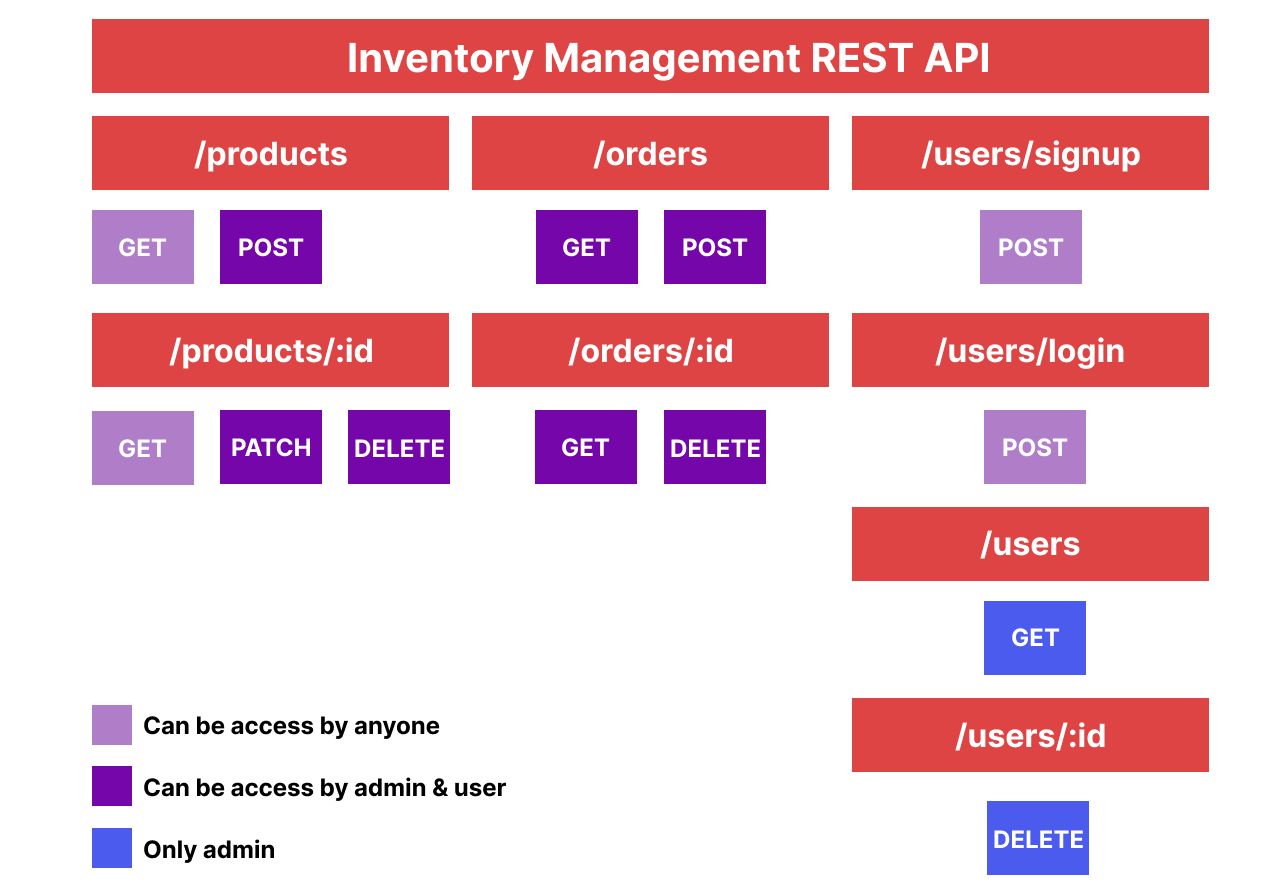 Inventory Management REST API
/products
/orders
/users/signup
GET
POST
GET
POST
POST
/products/:id
/orders/:id
/users/login
GET
PATCH
DELETE
GET
DELETE
POST
/users
GET
/users/:id
DELETE
Can be access by anyone
Can be access by admin & user
Only admin